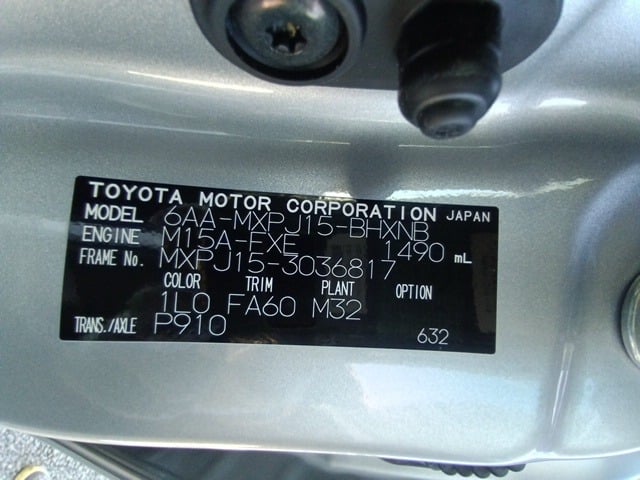 TOYOTA MOTOR CORPORATION JAPAN
MODEL 6AA-MXPJ15-BHXNB
ENGINE M15A-FXE 1490 mL
FRAME No. MXPJ15-3036817
COLOR TRIM PLANT OPTION
1L0 FA60 M32
TRANS./AXLE P910
632